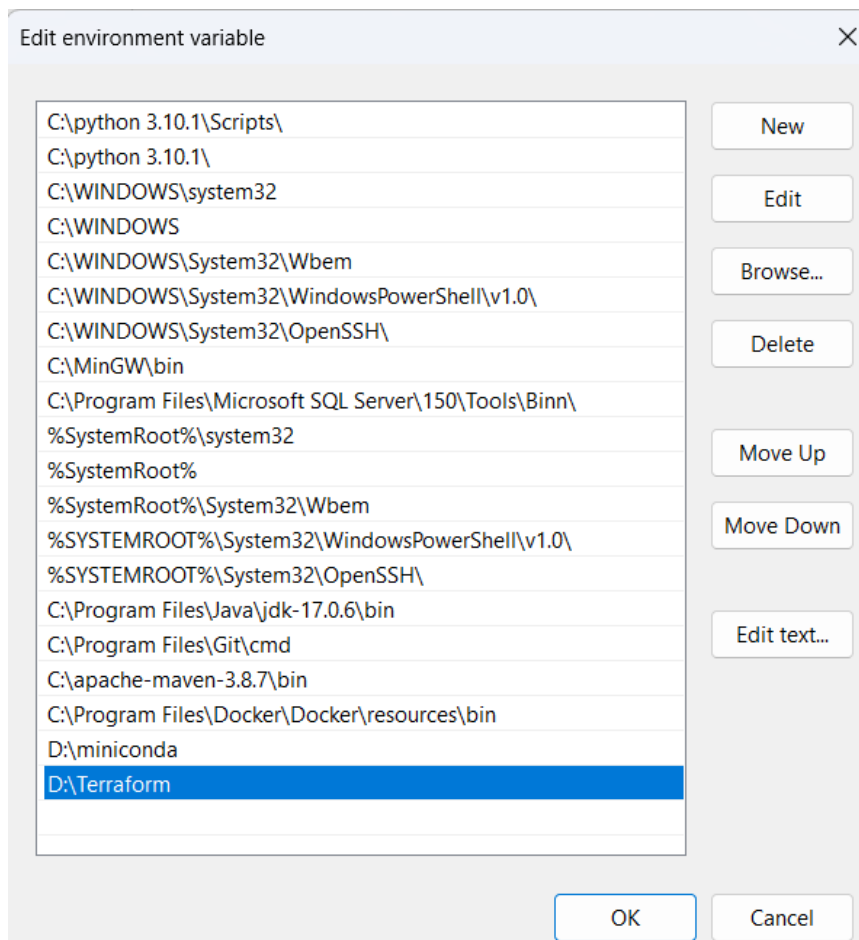 Edit environment variable
C:\python 3.10.1\Scripts\
C:\python 3.10.1\
C:\WINDOWS\system32
C:\WINDOWS
C:\WINDOWS\System32\Wbem
C:\WINDOWS\System32\WindowsPowerShell\v1.0\
C:\WINDOWS\System32\OpenSSH\
C:\MinGW\bin
C:\Program Files\Microsoft SQL Server\150\Tools\Binn\
%SystemRoot%\system32
%SystemRoot%
%SystemRoot%\System32\Wbem
%SYSTEMROOT%\System32\WindowsPowerShell\v1.0\
%SYSTEMROOT%\System32\OpenSSH\
C:\Program Files\Java\jdk-17.0.6\bin
C:\Program Files\Git\cmd
C:\apache-maven-3.8.7\bin
C:\Program Files\Docker\Docker\resources\bin
D:\miniconda
D:\Terraform
New
Edit
Browse...
Delete
Move Up
Move Down
Edit text...
OK
Cancel